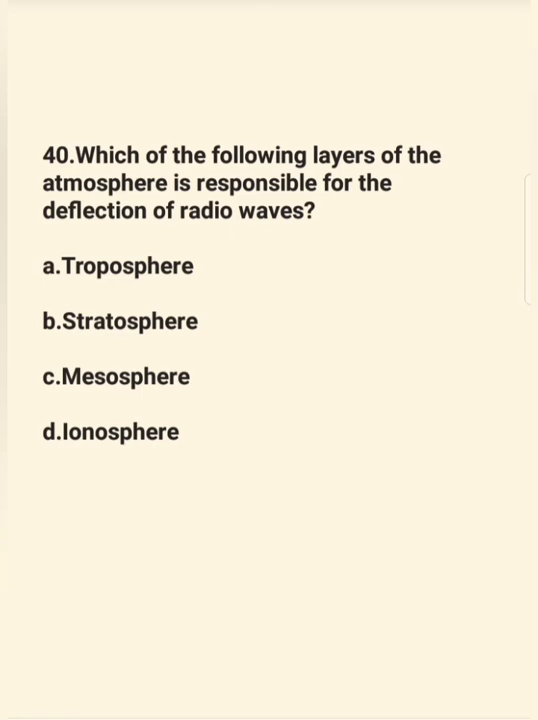 40.Which of the following layers of the
atmosphere is responsible for the
deflection of radio waves?
a.Troposphere
b.Stratosphere
c.Mesosphere
d.Ionosphere